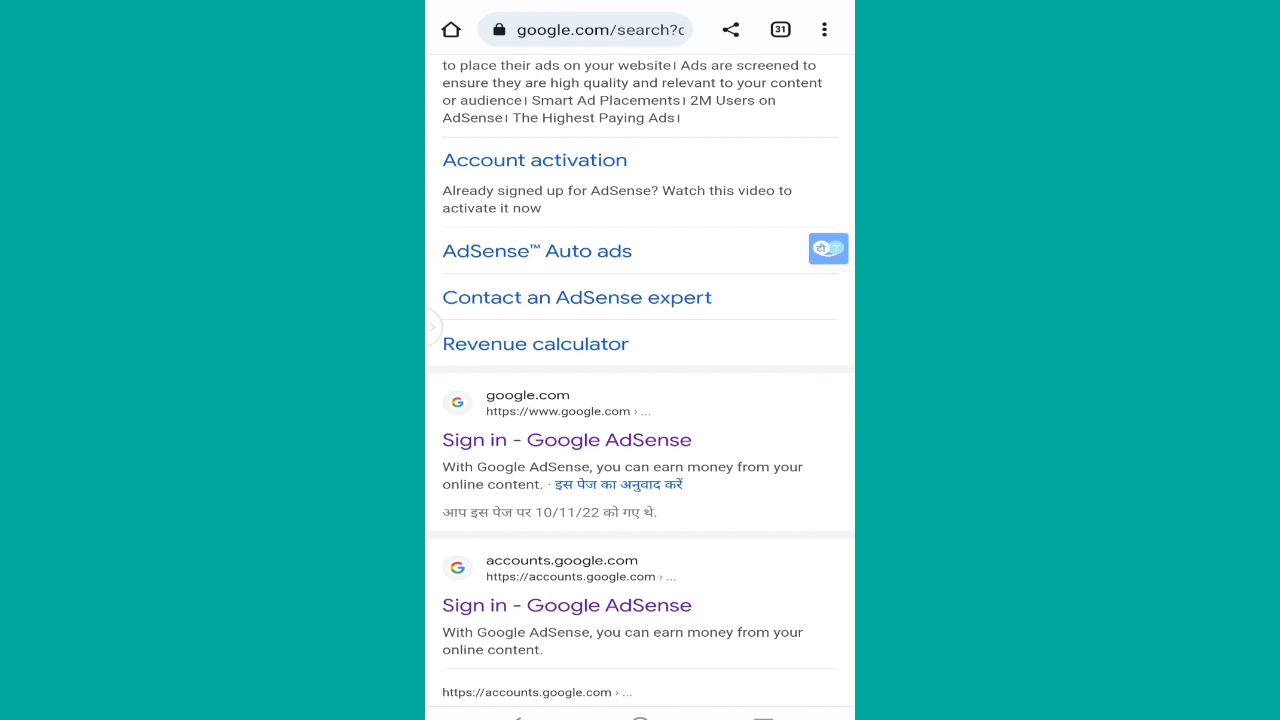 google.com/search?c
31
to place their ads on your website। Ads are screened to
ensure they are high quality and relevant to your content
or audience। Smart Ad Placements। 2M Users on
AdSense। The Highest Paying Ads।
Account activation
Already signed up for AdSense? Watch this video to
activate it now
AdSense™ Auto ads
टी T
Contact an AdSense expert
Revenue calculator
google.com
https://www.google.com › ...
Sign in - Google AdSense
With Google AdSense, you can earn money from your
online content. · इस पेज का अनुवाद करें
आप इस पेज पर 10/11/22 को गए थे.
accounts.google.com
https://accounts.google.com › ...
Sign in - Google AdSense
With Google AdSense, you can earn money from your
online content.
https://accounts.google.com › ...